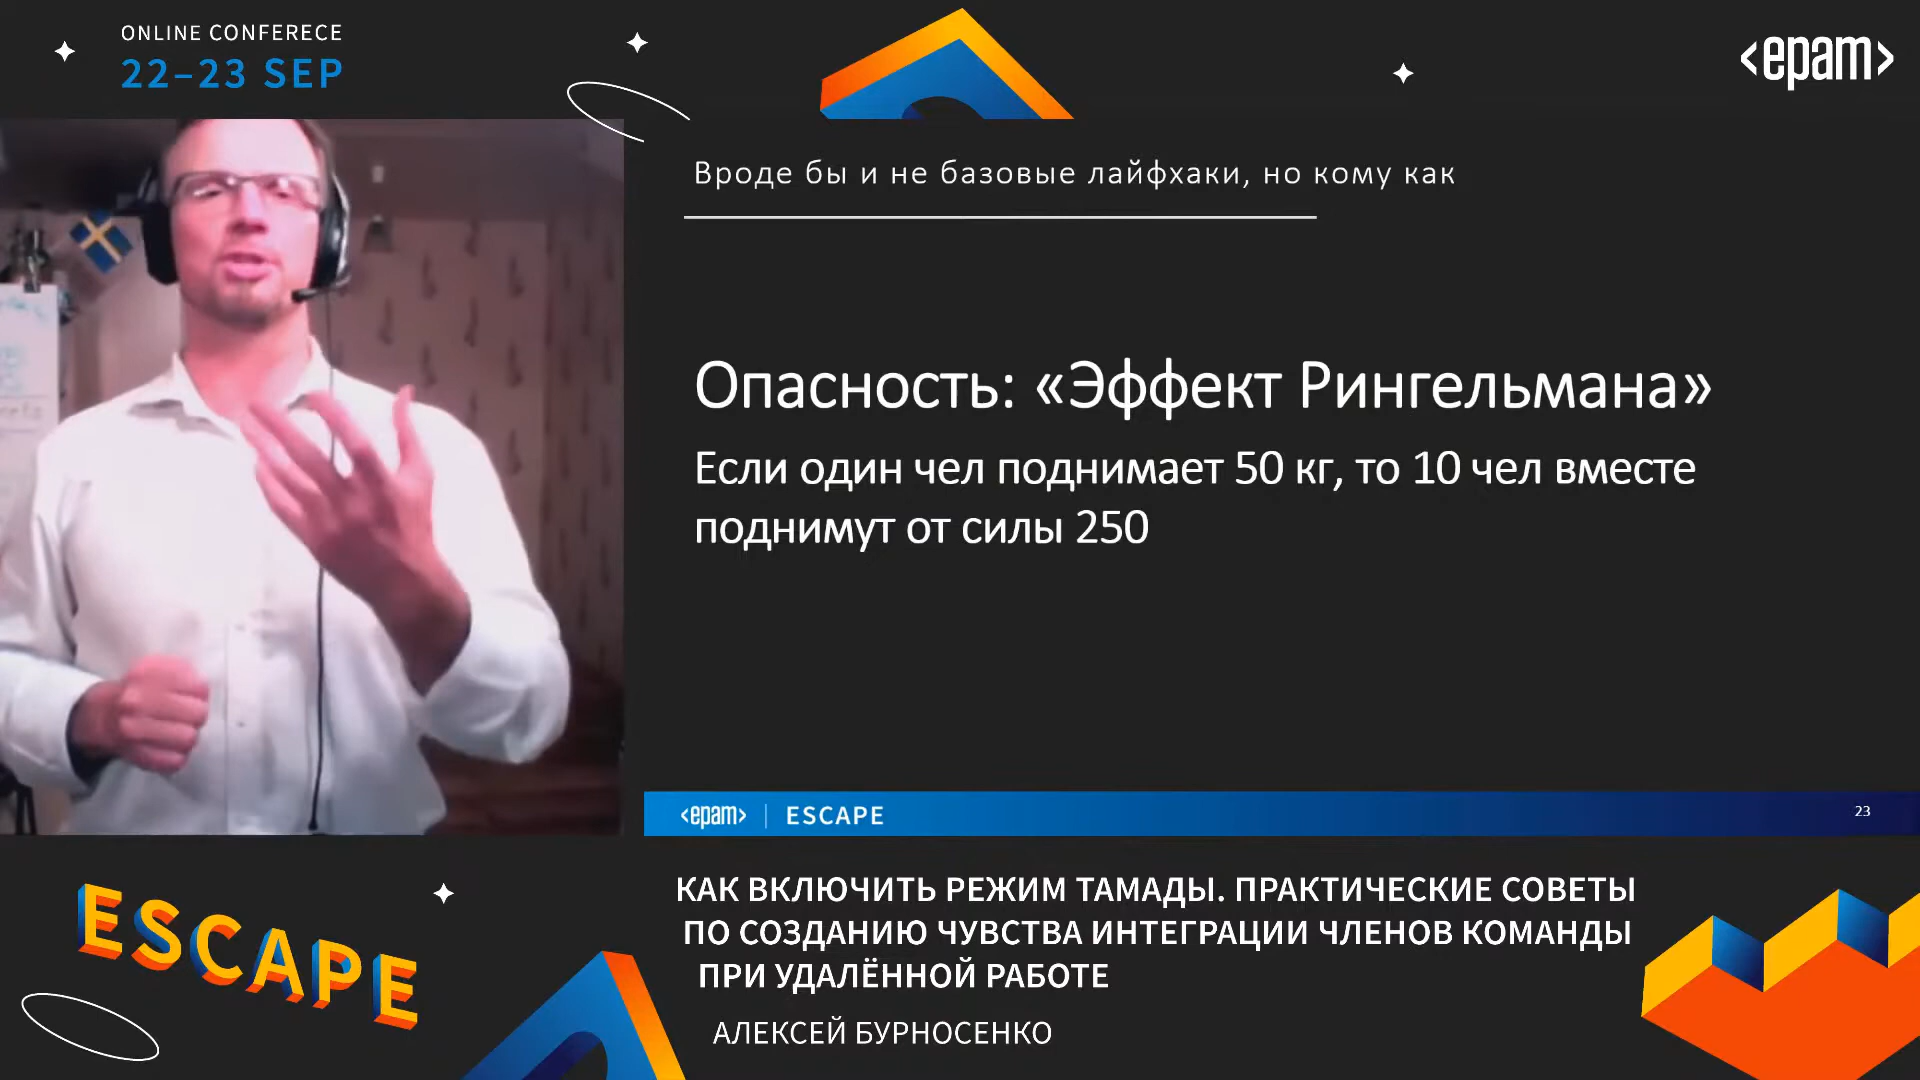 ONLINE CONFERECE
22–23 SEP
<epam>
Вроде бы и не базовые лайфхаки, но кому как
Опасность: «Эффект Рингельмана»
Если один чел поднимает 50 кг, то 10 чел вместе
поднимут от силы 250
<epam> | ESCAPE
23
ESCAPE
КАК ВКЛЮЧИТЬ РЕЖИМ ТАМАДЫ. ПРАКТИЧЕСКИЕ СОВЕТЫ
ПО СОЗДАНИЮ ЧУВСТВА ИНТЕГРАЦИИ ЧЛЕНОВ КОМАНДЫ
ПРИ УДАЛЁННОЙ РАБОТЕ
АЛЕКСЕЙ БУРНОСЕНКО